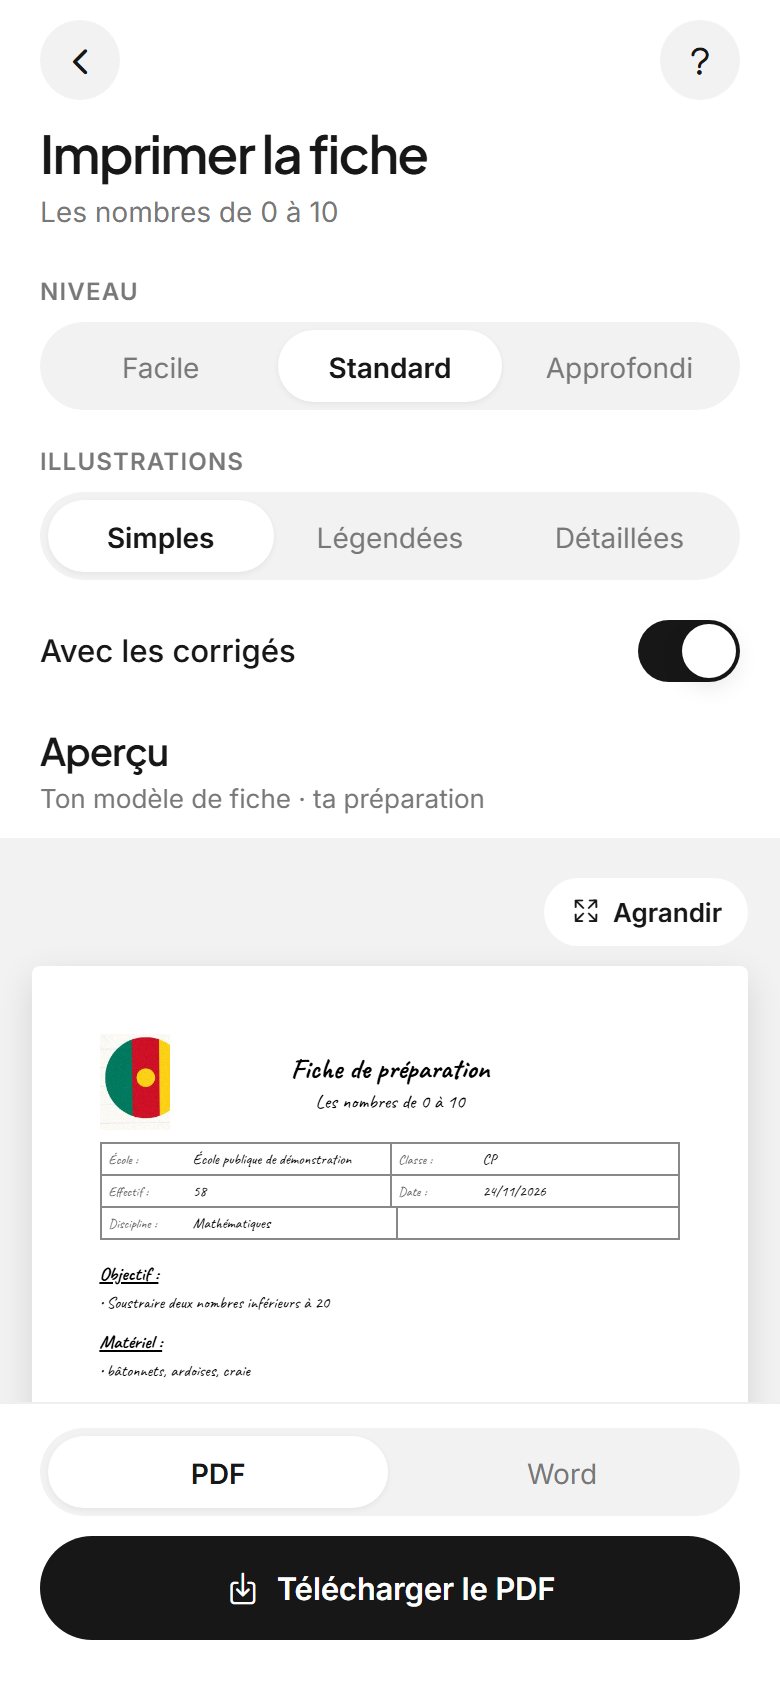 ?
Imprimer la fiche
Les nombres de 0 à 10
NIVEAU
Facile Standard Approfondi
ILLUSTRATIONS
Simples Légendées Détaillées
Avec les corrigés
Aperçu
Ton modèle de fiche · ta préparation
Agrandir
Fiche de préparation
Les nombres de 0 à 10
École : École publique de démonstration Classe : CP
Effectif : 58 Date : 24/11/2026
Discipline : Mathématiques
Objectif :
· Soustraire deux nombres inférieurs à 20
Matériel :
· bâtonnets, ardoises, craie
PDF Word
Télécharger le PDF